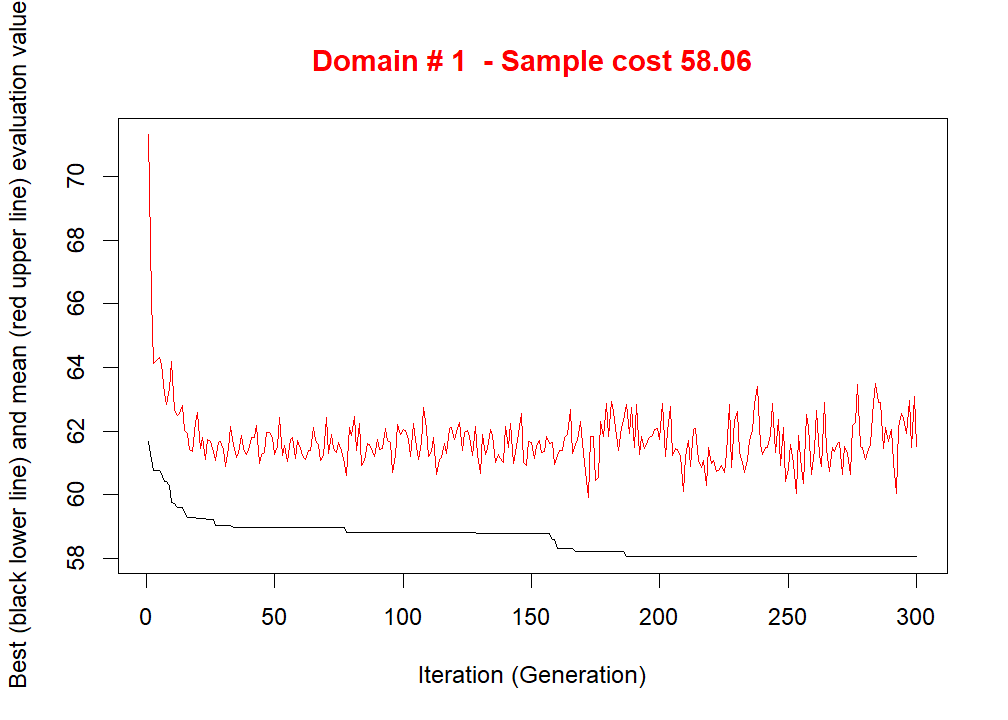 Domain # 1  - Sample cost 58.06
Best (black lower line) and mean (red upper line) evaluation value
70
68
66
64
62
60
58
0 50 100 150 200 250 300
Iteration (Generation)